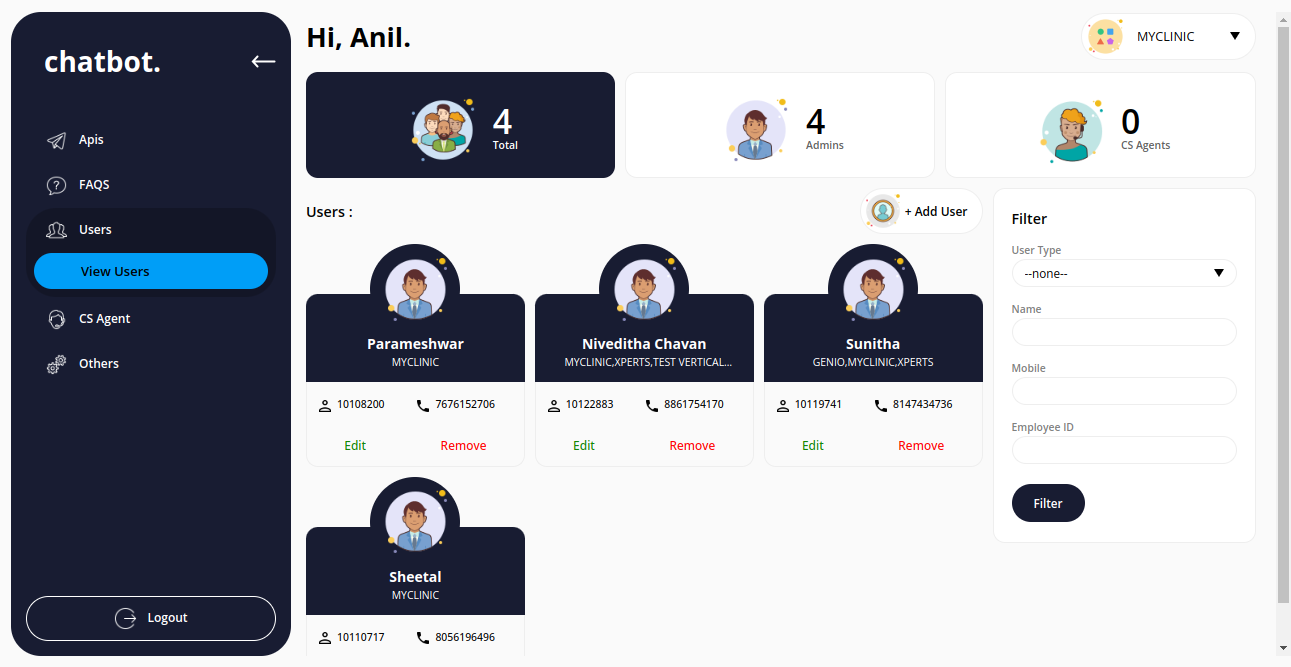 chatbot.
Apis
FAQS
Users
View Users
CS Agent
Others
Logout
Hi, Anil.
MYCLINIC
4
Total
4
Admins
0
CS Agents
Users :
+ Add User
Parameshwar
MYCLINIC
10108200 7676152706
Edit Remove
Niveditha Chavan
MYCLINIC,XPERTS,TEST VERTICAL...
10122883 8861754170
Edit Remove
Sunitha
GENIO,MYCLINIC,XPERTS
10119741 8147434736
Edit Remove
Sheetal
MYCLINIC
10110717 8056196496
Filter
User Type
--none--
Name
Mobile
Employee ID
Filter